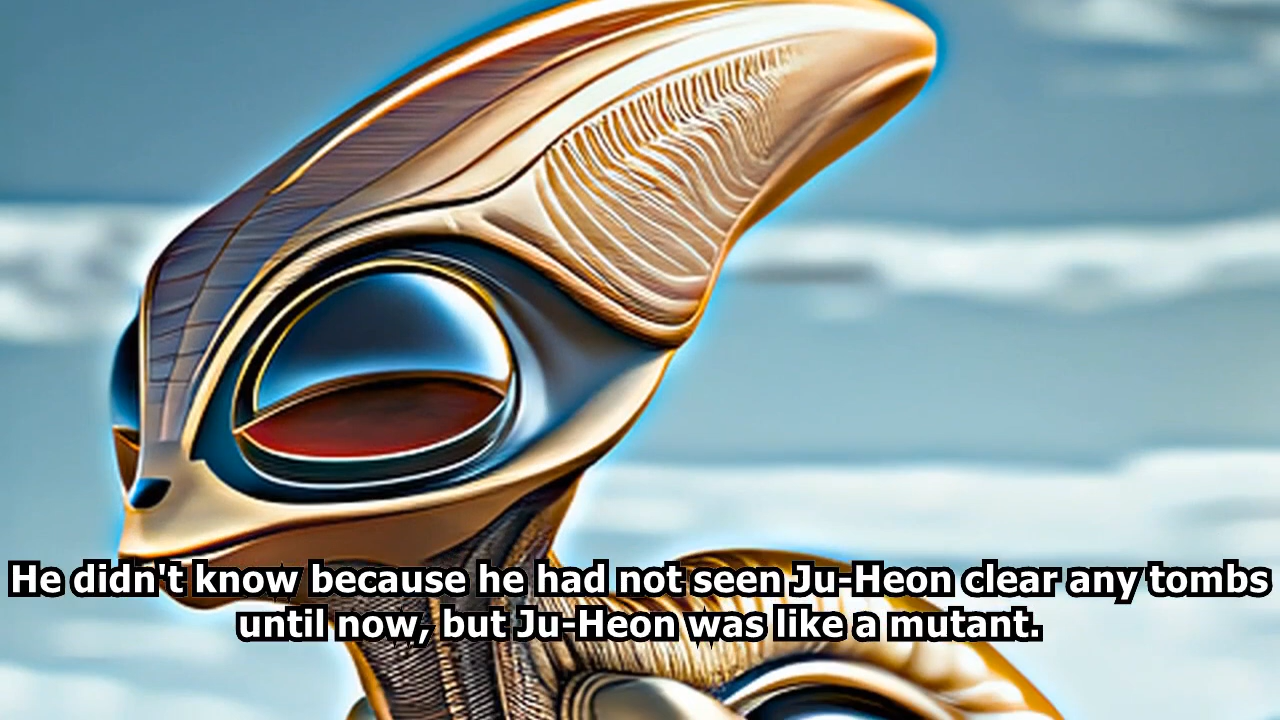 He didn't know because he had not seen Ju-Heon clear any tombs
until now, but Ju-Heon was like a mutant.